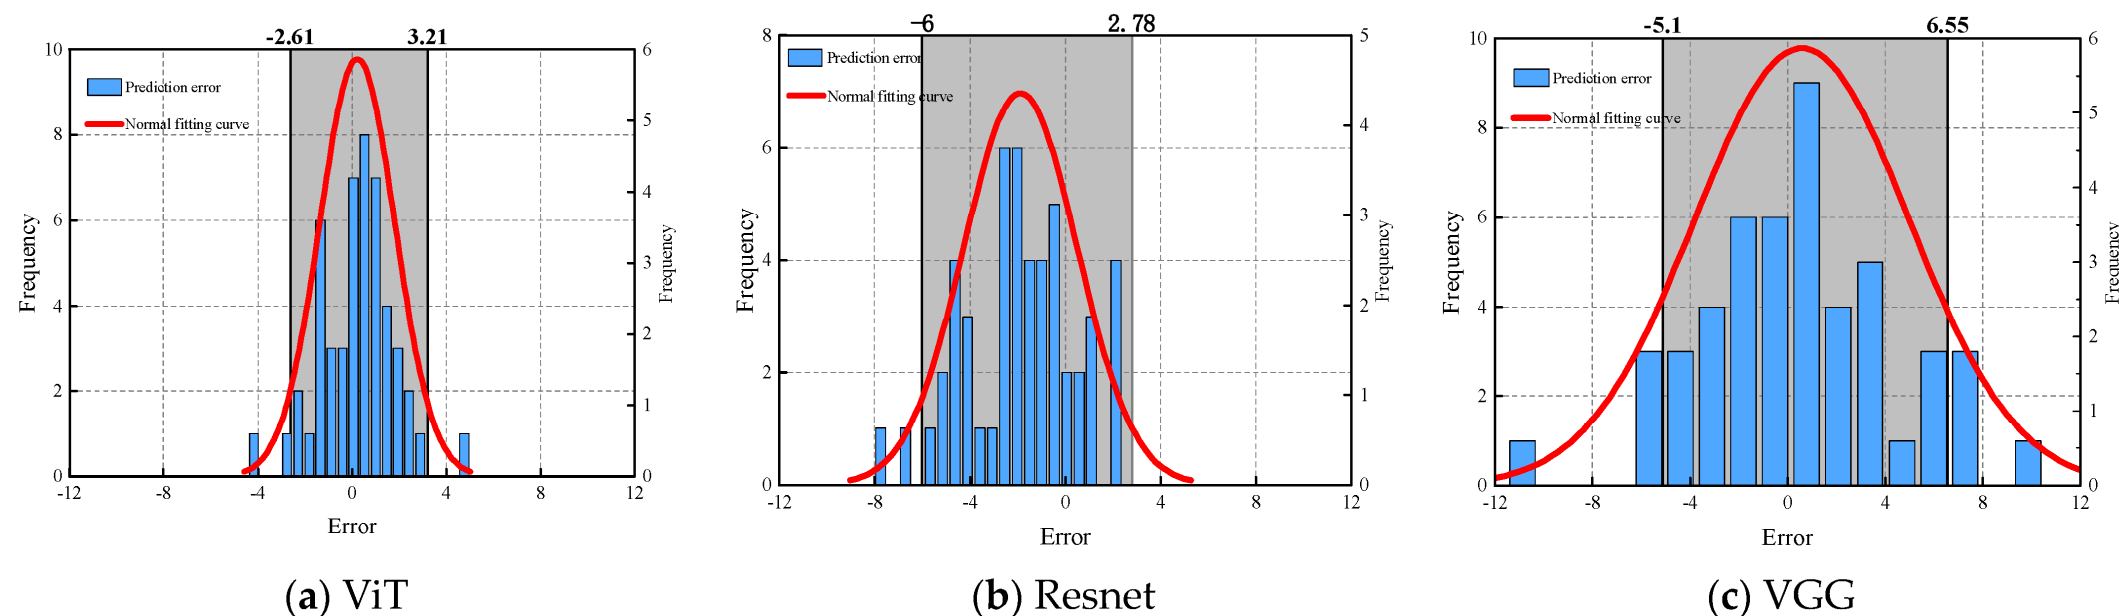 -2.61 3.21
10
8
6
4
2
0
6
5
4
3
2
1
0
Prediction error
Normal fitting curve
Frequency
Frequency
-12 -8 -4 0 4 8 12
Error
(a) ViT
-6 2.78
8
6
4
2
0
5
4
3
2
1
0
Prediction error
Normal fitting curve
Frequency
Frequency
-12 -8 -4 0 4 8 12
Error
(b) Resnet
-5.1 6.55
10
8
6
4
2
0
6
5
4
3
2
1
0
Prediction error
Normal fitting curve
Frequency
Frequency
-12 -8 -4 0 4 8 12
Error
(c) VGG